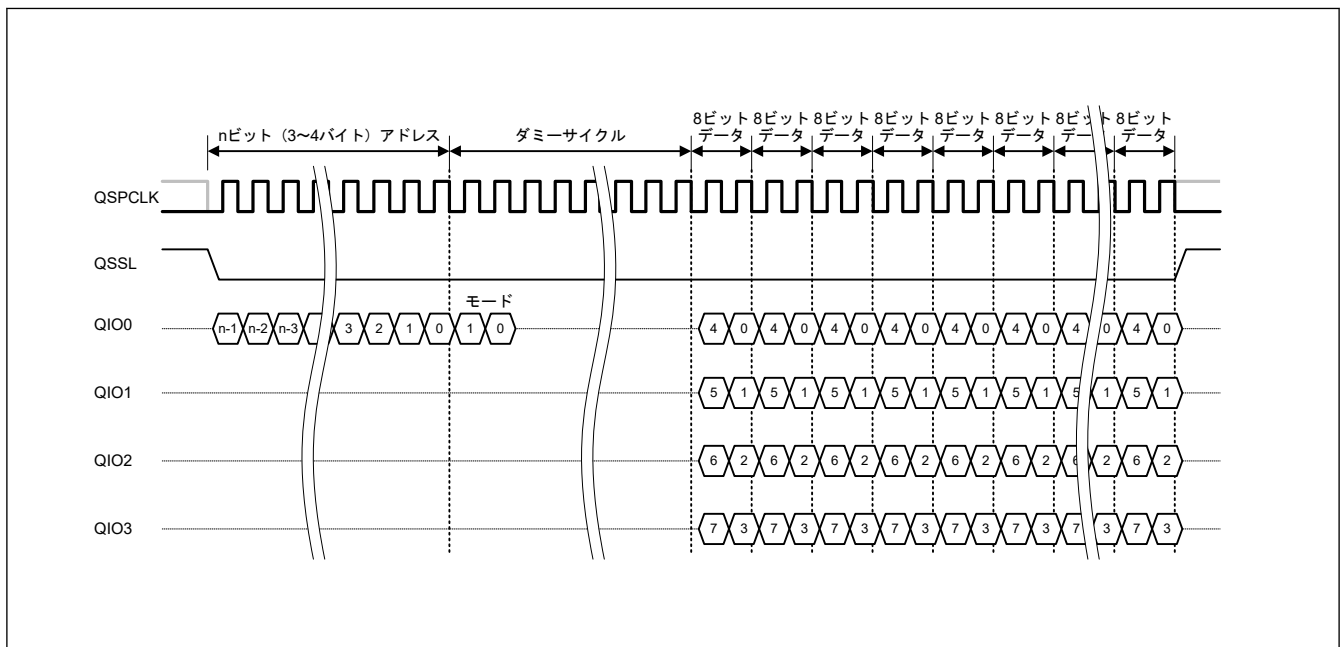 8ビット 8ビット 8ビット 8ビット 8ビット 8ビット 8ビット 8ビット
nビット（3～4バイト）アドレス ダミーサイクル データ データ データ データ データ データ データ データ
QSPCLK
QSSL
モード
QIO0 n-1 n-2 n-3 3 2 1 0 1 0 4 0 4 0 4 0 4 0 4 0 4 0 4 0 4 0
QIO1 5 1 5 1 5 1 5 1 5 1 5 1 5 1 5 1
QIO2 6 2 6 2 6 2 6 2 6 2 6 2 6 2 6 2
QIO3 7 3 7 3 7 3 7 3 7 3 7 3 7 3 7 3